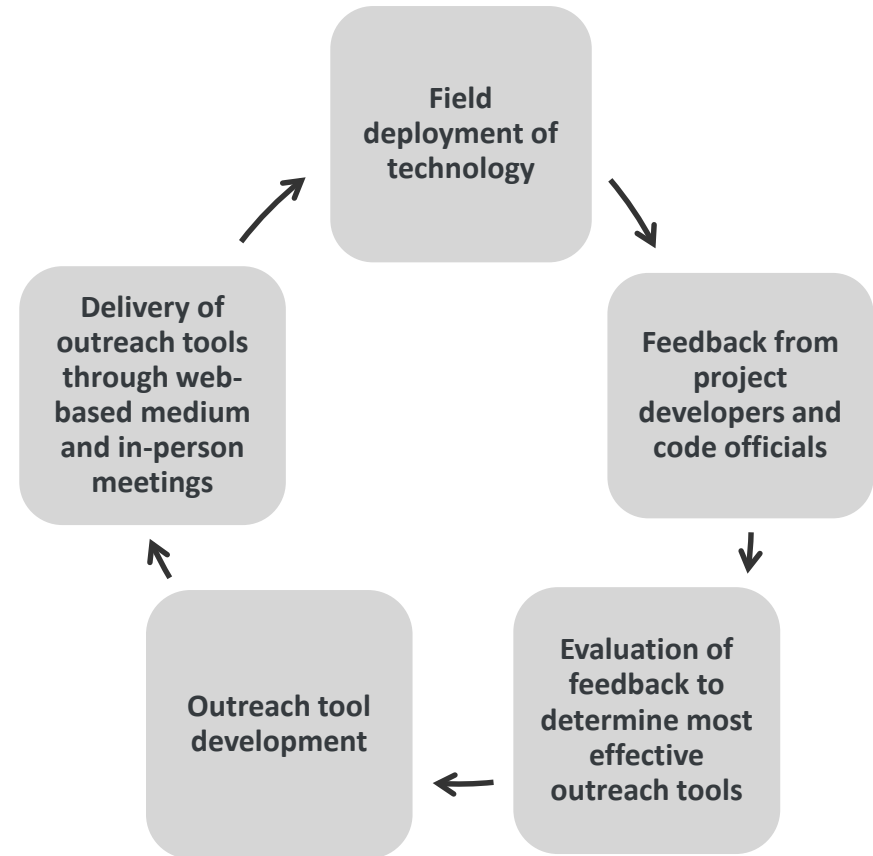 Field
deployment of
technology
Feedback from
project
developers and
code officials
Evaluation of
feedback to
determine most
effective
outreach tools
Outreach tool
development
Delivery of
outreach tools
through web-
based medium
and in-person
meetings